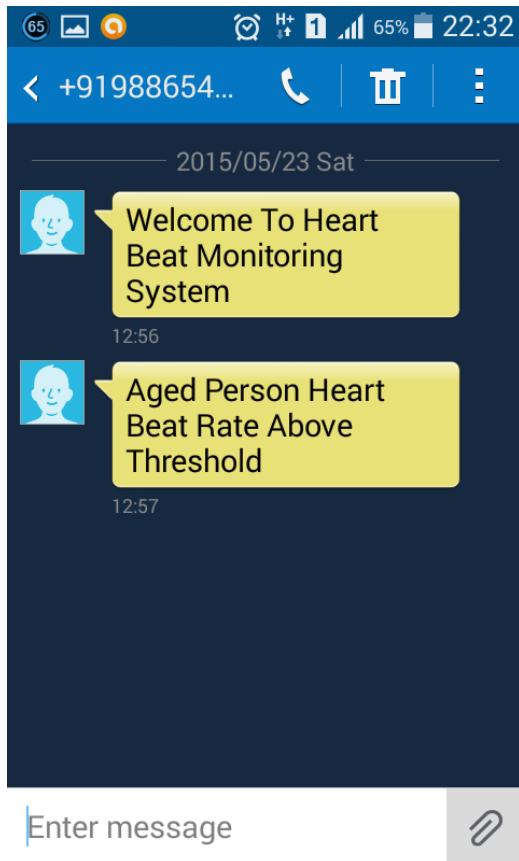 65 H+ 1 65% 22:32
+91988654...
2015/05/23 Sat
Welcome To Heart
Beat Monitoring
System
12:56
Aged Person Heart
Beat Rate Above
Threshold
12:57
Enter message